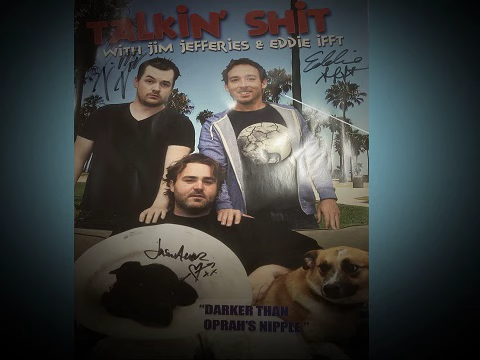 TALKIN' SHIT
WITH JIM JEFFERIES & EDDIE IFFT
Eddie
Ifft
"DARKER THAN
OPRAH'S NIPPLE"